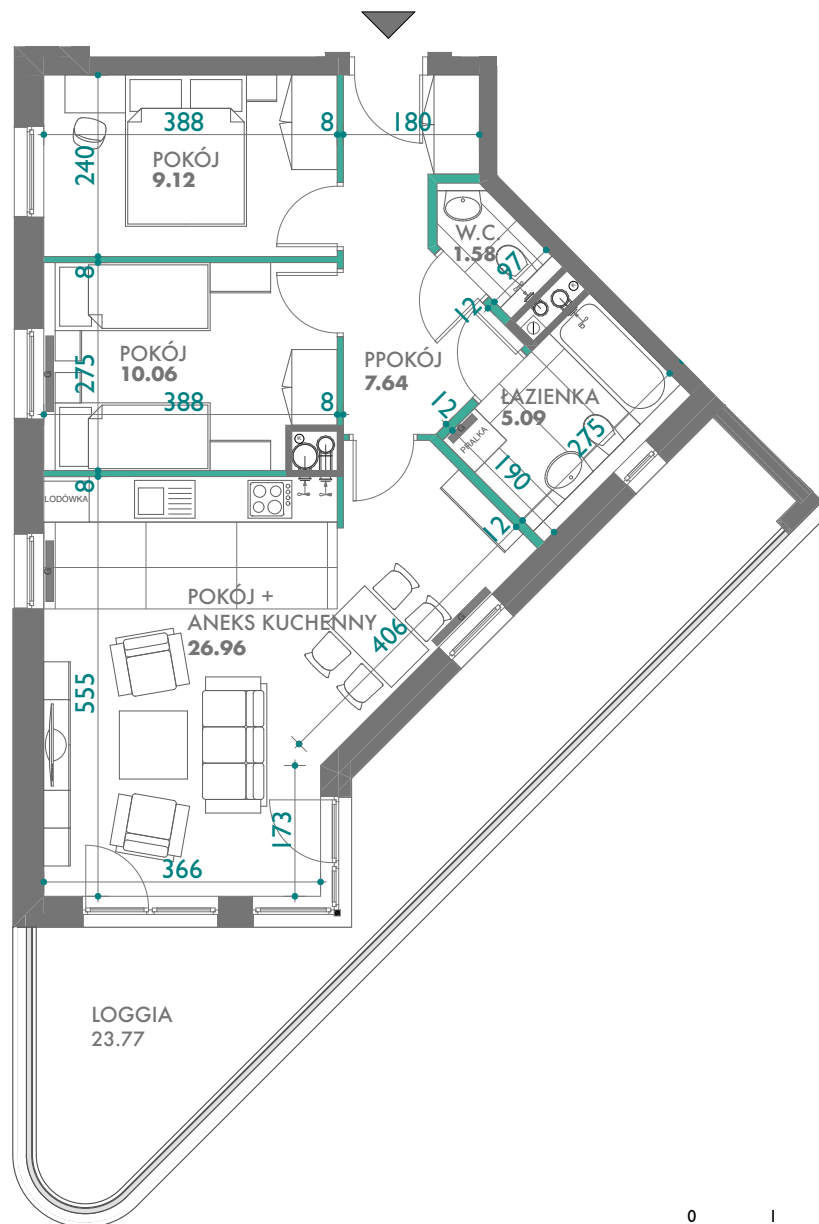 388
8
180
240
POKÓJ
9.12
W.C.
1.58
97
8
12
K
POKÓJ
10.06
275
388
8
G
PPOKÓJ
7.64
ŁAZIENKA
5.09
12
G
PRALKA
275
190
K
8
LODÓWKA
12
G
POKÓJ +
ANEKS KUCHENNY
26.96
406
G
555
173
366
LOGGIA
23.77
0 1